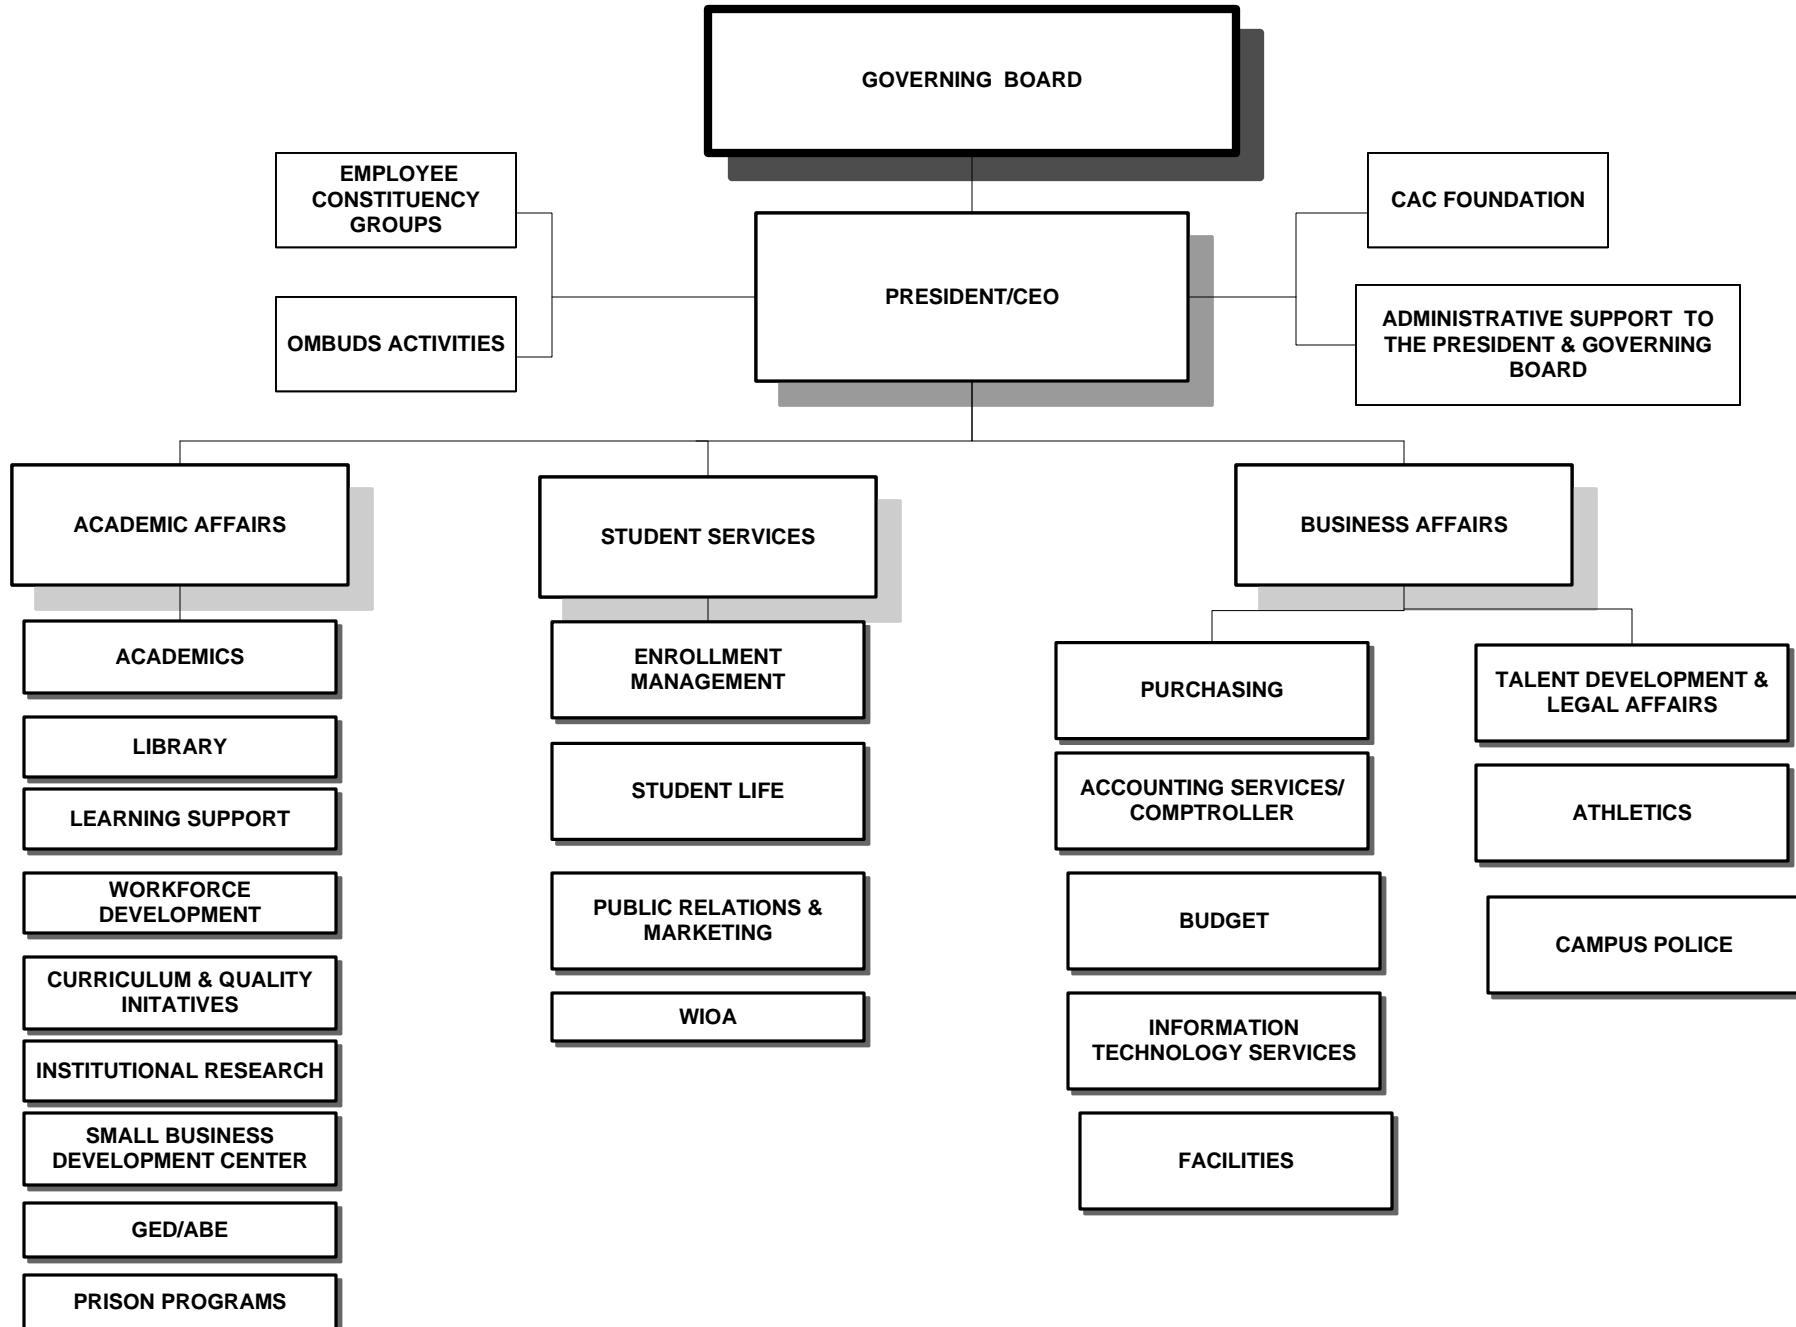 GOVERNING  BOARD
EMPLOYEE
CONSTITUENCY
GROUPS
CAC FOUNDATION
PRESIDENT/CEO
OMBUDS ACTIVITIES
ADMINISTRATIVE SUPPORT  TO
THE PRESIDENT & GOVERNING
BOARD
ACADEMIC AFFAIRS
STUDENT SERVICES
BUSINESS AFFAIRS
ACADEMICS
LIBRARY
LEARNING SUPPORT
WORKFORCE
DEVELOPMENT
CURRICULUM & QUALITY
INITATIVES
INSTITUTIONAL RESEARCH
SMALL BUSINESS
DEVELOPMENT CENTER
GED/ABE
PRISON PROGRAMS
ENROLLMENT
MANAGEMENT
STUDENT LIFE
PUBLIC RELATIONS &
MARKETING
WIOA
PURCHASING
ACCOUNTING SERVICES/
COMPTROLLER
BUDGET
INFORMATION
TECHNOLOGY SERVICES
FACILITIES
TALENT DEVELOPMENT &
LEGAL AFFAIRS
ATHLETICS
CAMPUS POLICE